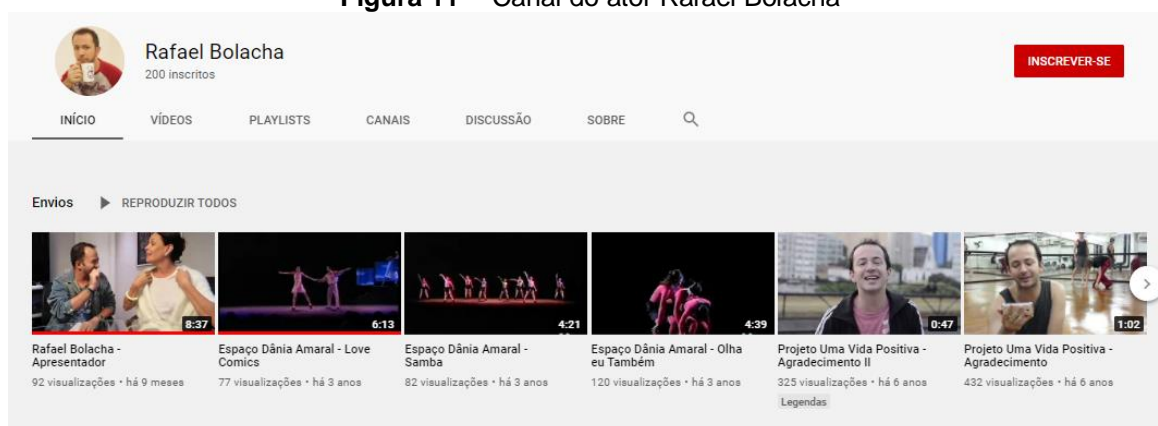 Figura 11 – Canal do ator Rafael Bolacha
Rafael Bolacha
200 inscritos
INSCREVER-SE
INÍCIO VÍDEOS PLAYLISTS CANAIS DISCUSSÃO SOBRE
Envios REPRODUZIR TODOS
8:37 6:13 4:21 4:39 0:47 1:02
Rafael Bolacha -
Apresentador
92 visualizações • há 9 meses
Espaço Dânia Amaral - Love
Comics
77 visualizações • há 3 anos
Espaço Dânia Amaral -
Samba
82 visualizações • há 3 anos
Espaço Dânia Amaral - Olha
eu Também
120 visualizações • há 3 anos
Projeto Uma Vida Positiva -
Agradecimento II
325 visualizações • há 6 anos
Legendas
Projeto Uma Vida Positiva -
Agradecimento
432 visualizações • há 6 anos